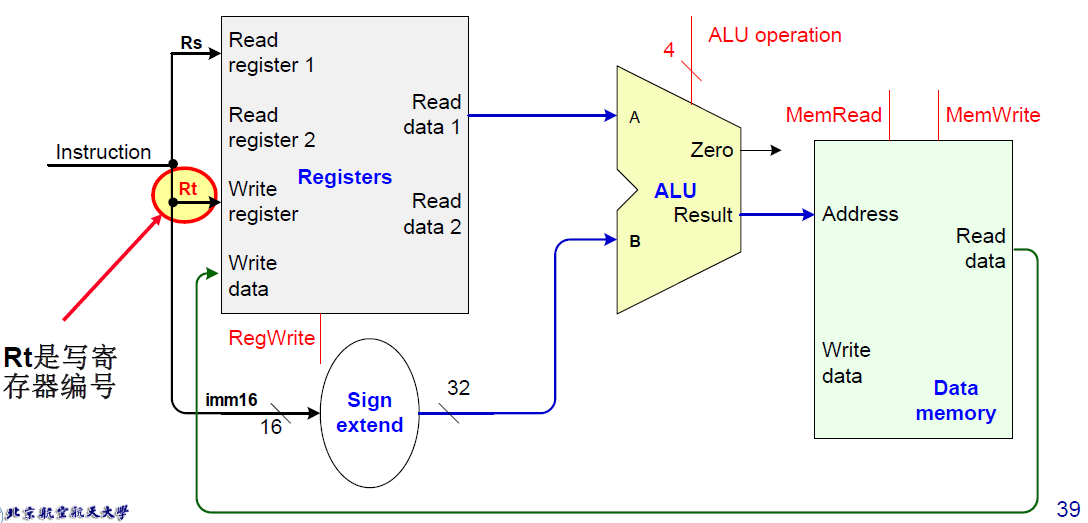 Rs
Read
register 1
Read
register 2
Read
data 1
Instruction
Rt
Write
register
Registers
Read
data 2
Write
data
RegWrite
Rt是写寄
存器编号
imm16
16
Sign
extend
32
4
ALU operation
A
Zero
ALU
Result
B
MemRead
MemWrite
Address
Read
data
Write
data
Data
memory
北京航空航天大学
39